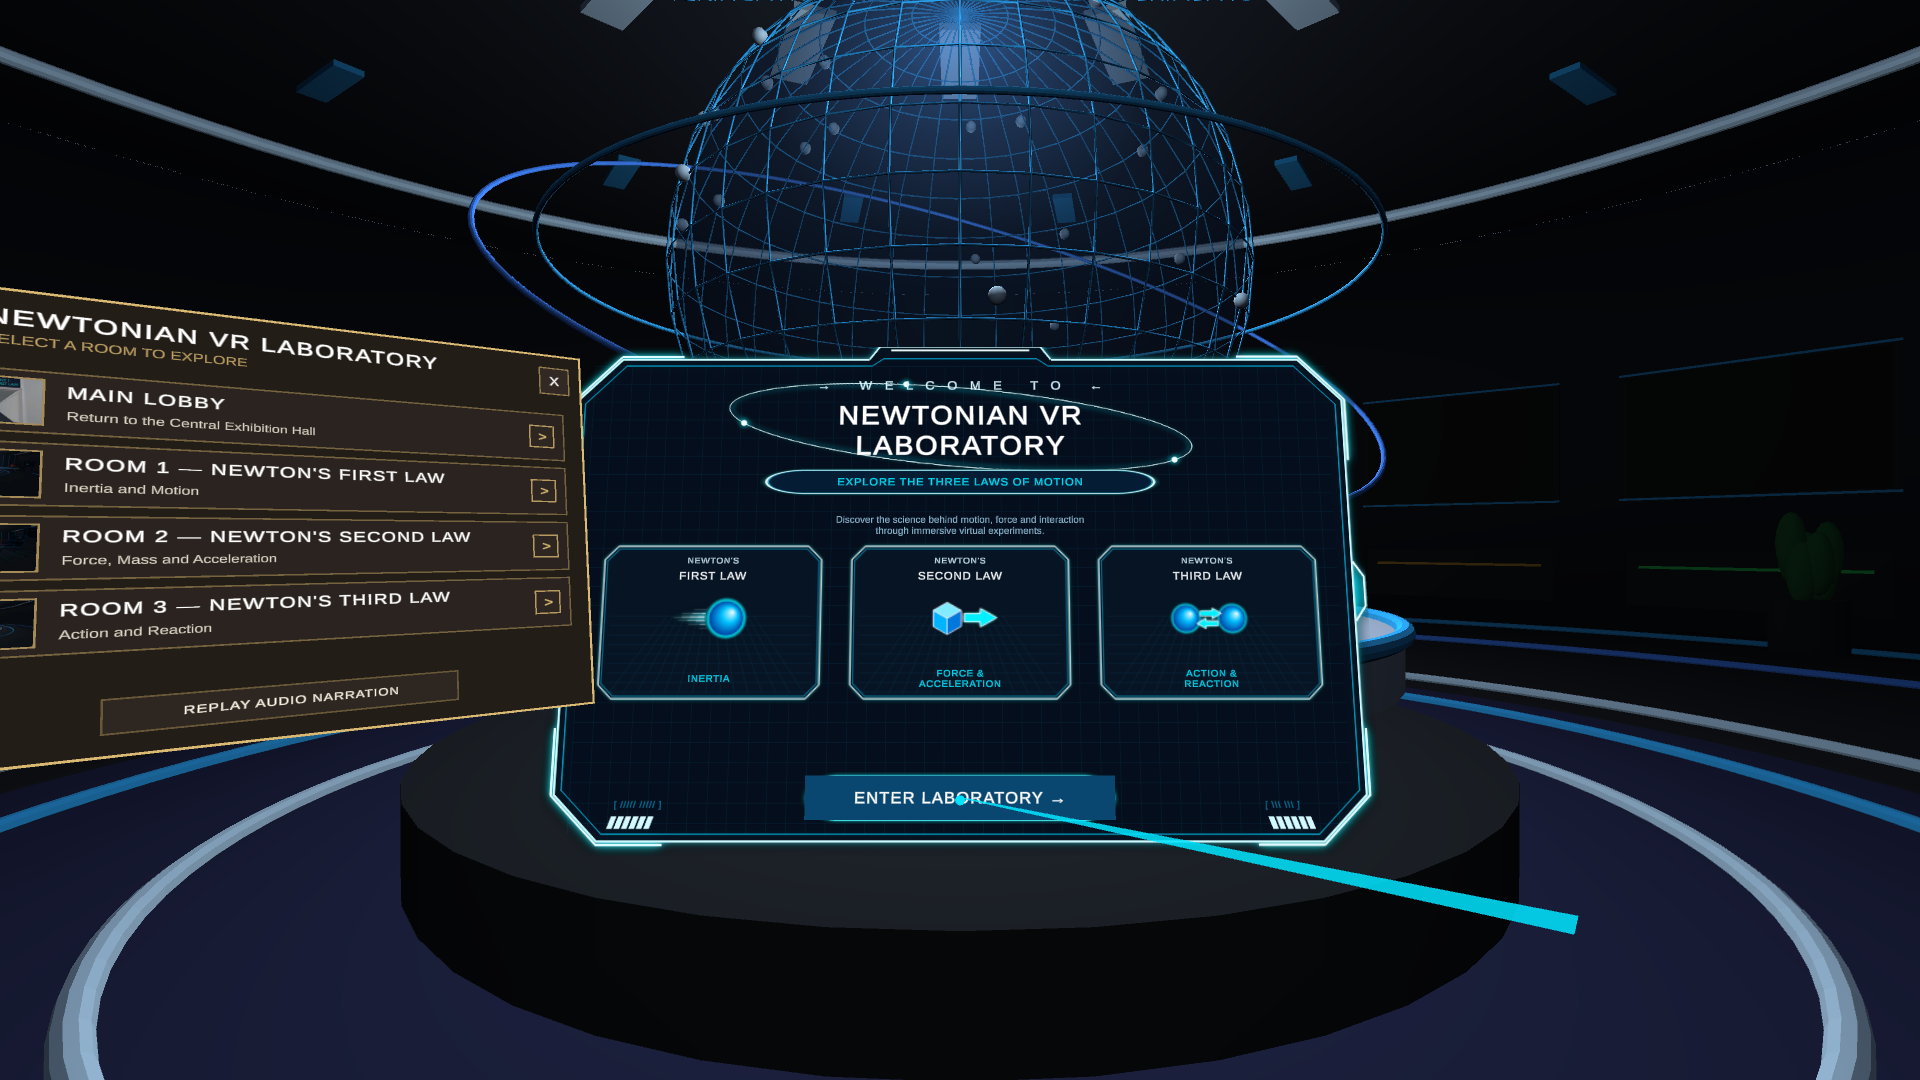 NEWTONIAN VR LABORATORY
SELECT A ROOM TO EXPLORE
X
MAIN LOBBY
Return to the Central Exhibition Hall
>
ROOM 1 — NEWTON'S FIRST LAW
Inertia and Motion
>
ROOM 2 — NEWTON'S SECOND LAW
Force, Mass and Acceleration
>
ROOM 3 — NEWTON'S THIRD LAW
Action and Reaction
>
REPLAY AUDIO NARRATION
→ WELCOME TO ←
NEWTONIAN VR
LABORATORY
EXPLORE THE THREE LAWS OF MOTION
Discover the science behind motion, force and interaction
through immersive virtual experiments.
NEWTON'S
FIRST LAW
INERTIA
NEWTON'S
SECOND LAW
FORCE &
ACCELERATION
NEWTON'S
THIRD LAW
ACTION &
REACTION
[ ///// ///// ]
ENTER LABORATORY →
[ \\\ \\\ ]